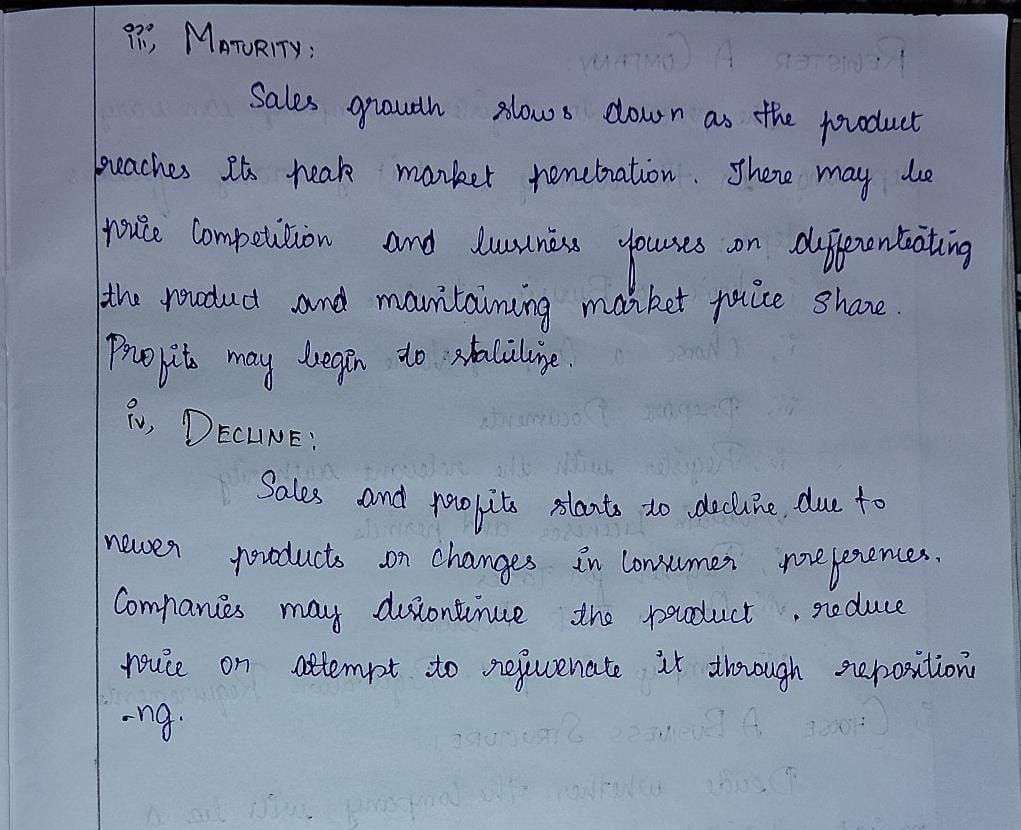 iii, MATURITY:
Sales growth slows down as the product
reaches its peak market penetration. There may be
price Competition and business focuses on differentiating
the product and maintaining market price share.
Profits may begin to stabilize.
iv, DECLINE:
Sales and profits starts to decline, due to
newer products or changes in consumer preferences.
Companies may discontinue the product, reduce
price or attempt to rejuvenate it through repositioni
-ng.